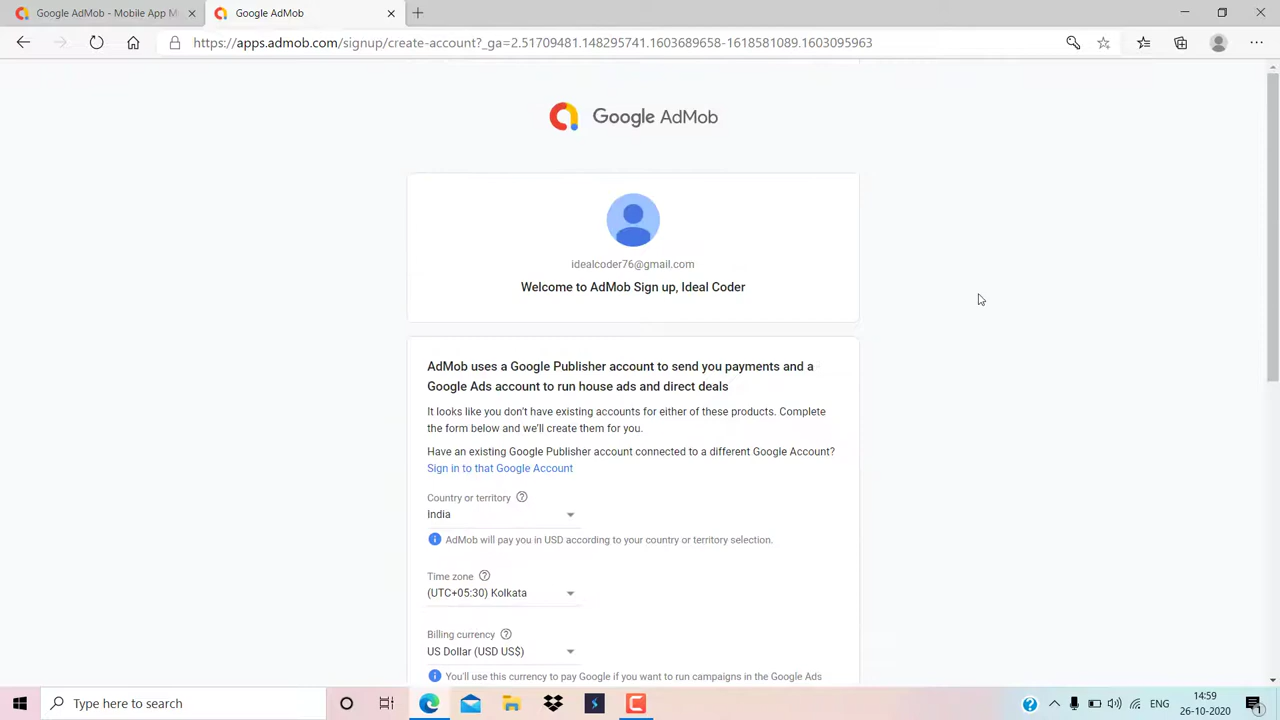 Google AdMob - Mobile App M
Google AdMob
https://apps.admob.com/signup/create-account?_ga=2.51709481.148295741.1603689658-1618581089.1603095963
Google AdMob
idealcoder76@gmail.com
Welcome to AdMob Sign up, Ideal Coder
AdMob uses a Google Publisher account to send you payments and a
Google Ads account to run house ads and direct deals
It looks like you don't have existing accounts for either of these products. Complete
the form below and we'll create them for you.
Have an existing Google Publisher account connected to a different Google Account?
Sign in to that Google Account
Country or territory
India
AdMob will pay you in USD according to your country or territory selection.
Time zone
(UTC+05:30) Kolkata
Billing currency
US Dollar (USD US$)
You'll use this currency to pay Google if you want to run campaigns in the Google Ads
Type here to search
ENG
14:59
26-10-2020
1